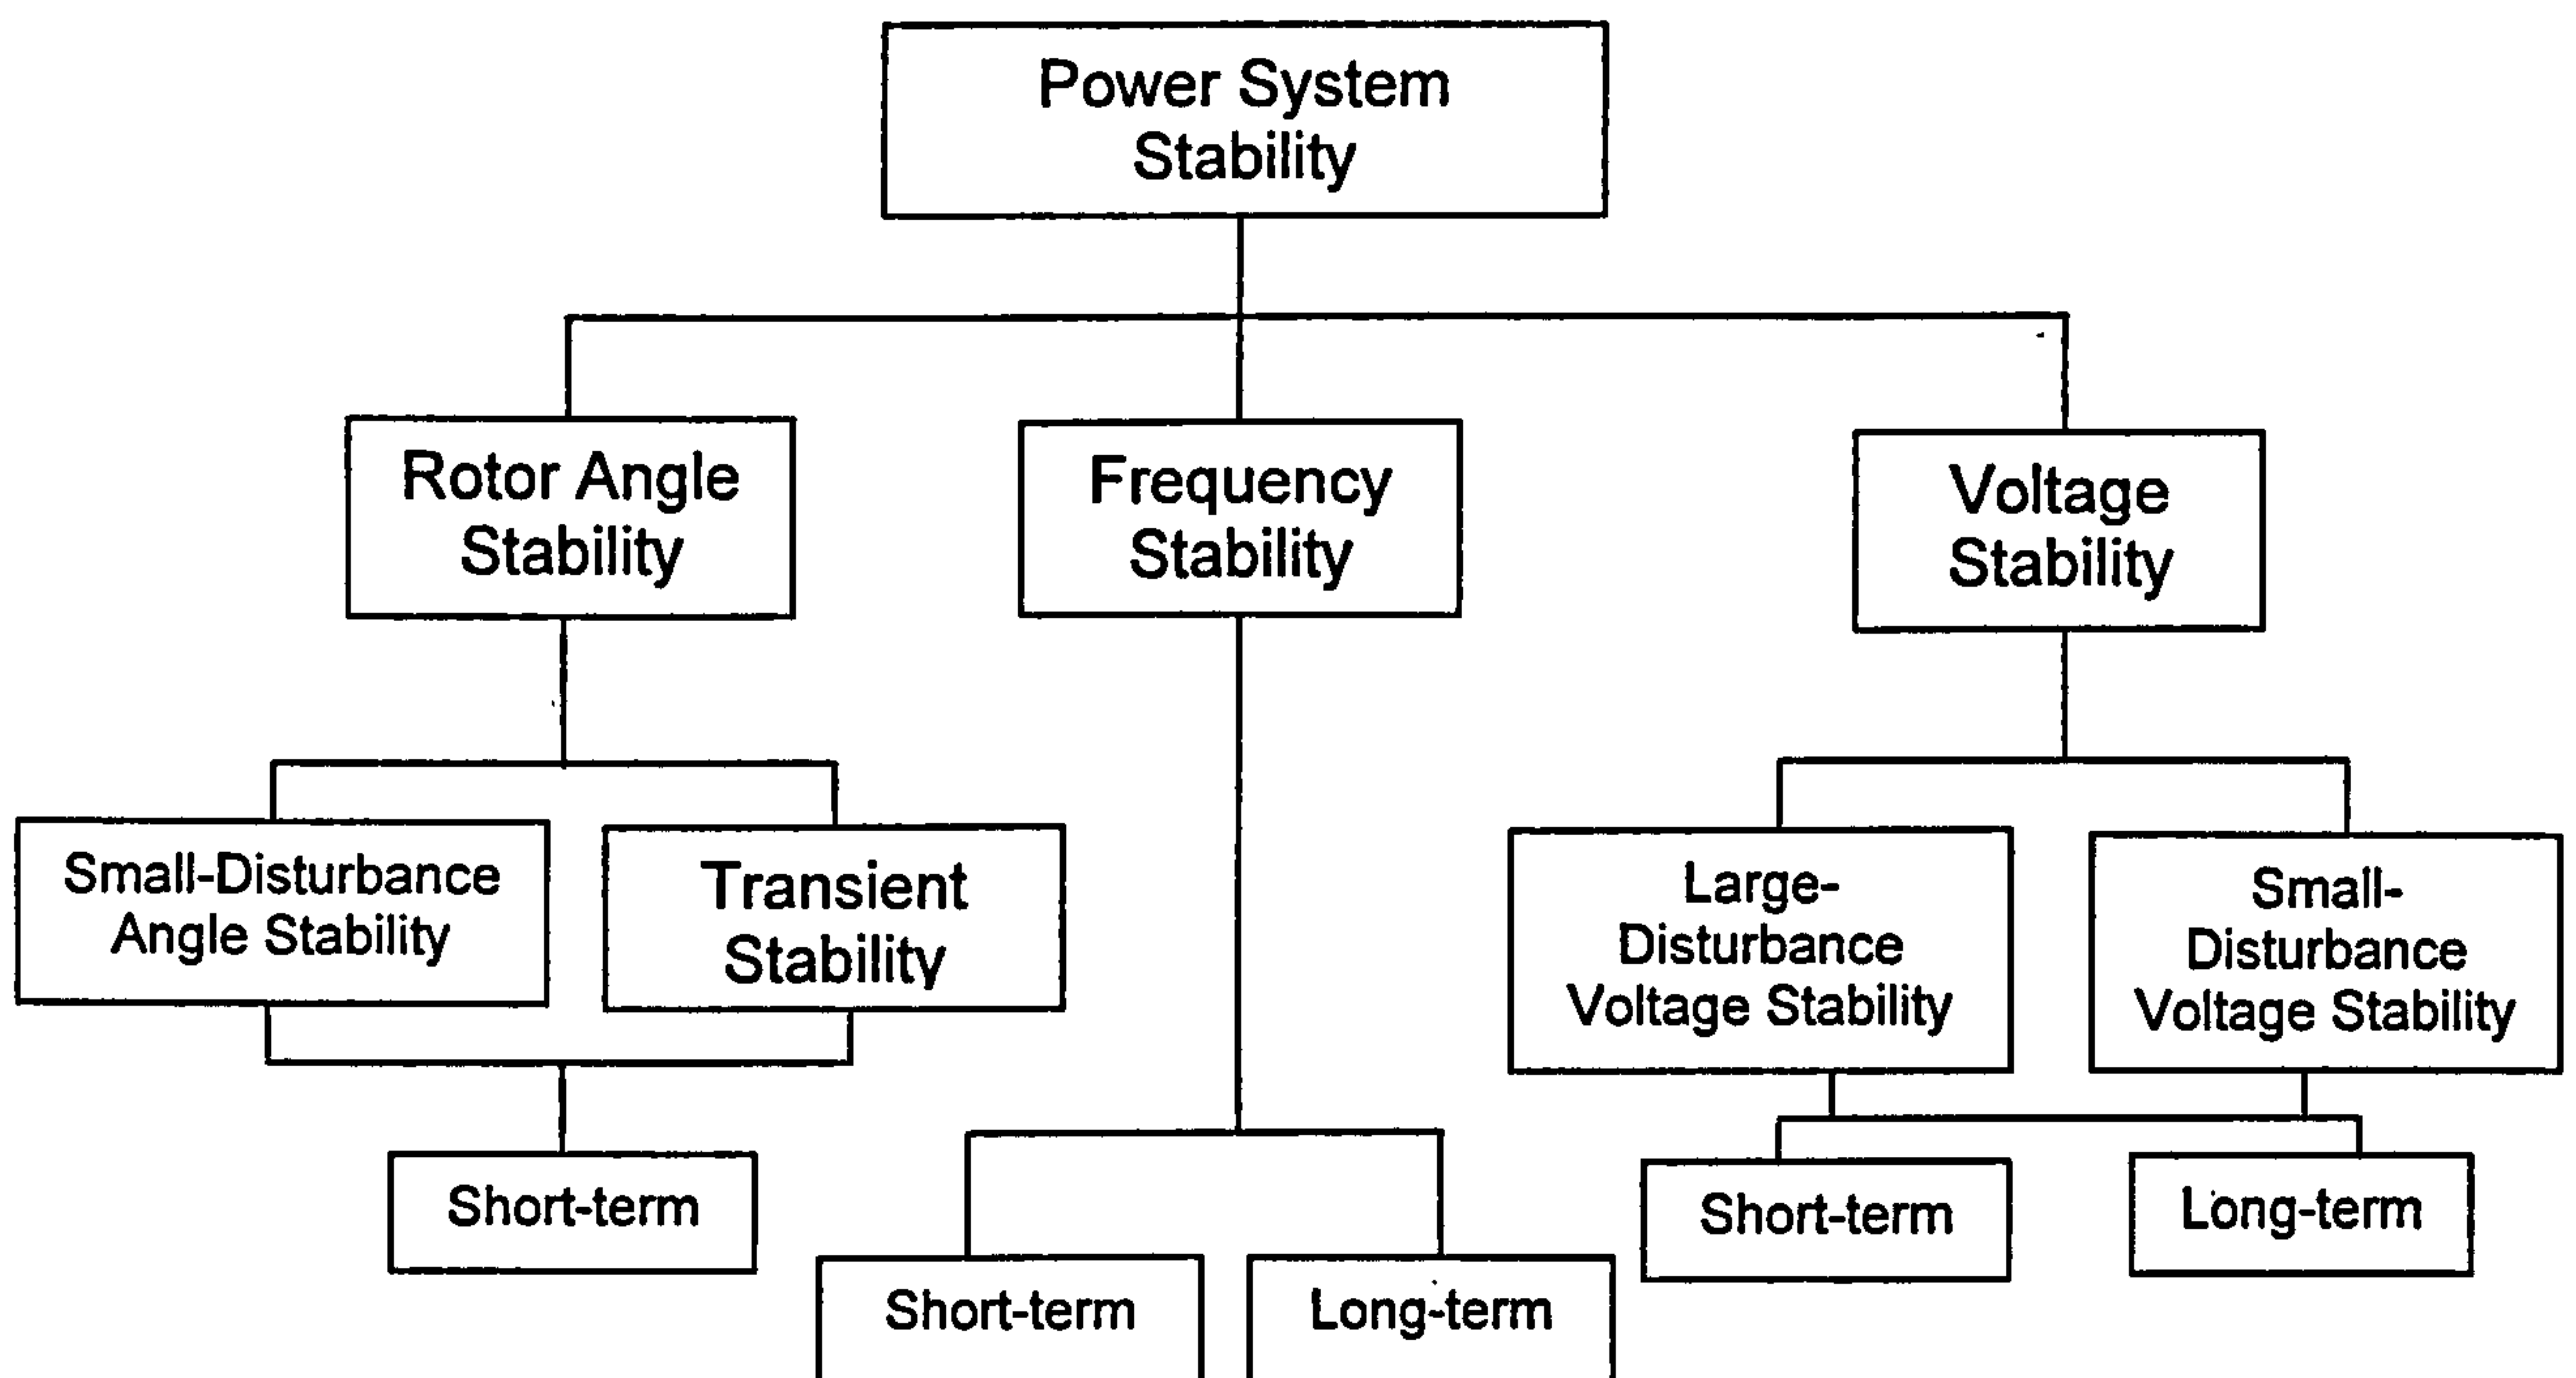 Power System
Stability
Rotor Angle
Stability
Frequency
Stability
Voltage
Stability
Small-Disturbance
Angle Stability
Transient
Stability
Large-
Disturbance
Voltage Stability
Small-
Disturbance
Voltage Stability
Short-term
Short-term
Long-term
Short-term
Long-term